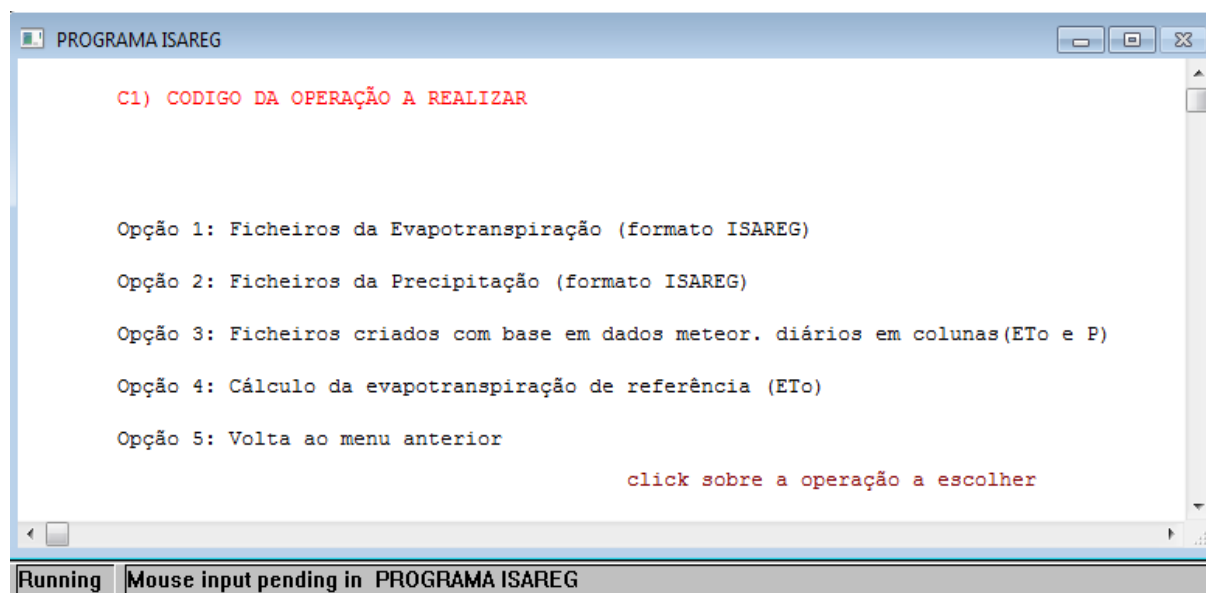 PROGRAMA ISAREG
C1) CODIGO DA OPERAÇÃO A REALIZAR
Opção 1: Ficheiros da Evapotranspiração (formato ISAREG)
Opção 2: Ficheiros da Precipitação (formato ISAREG)
Opção 3: Ficheiros criados com base em dados meteor. diários em colunas(ETo e P)
Opção 4: Cálculo da evapotranspiração de referência (ETo)
Opção 5: Volta ao menu anterior
click sobre a operação a escolher
Running Mouse input pending in PROGRAMA ISAREG